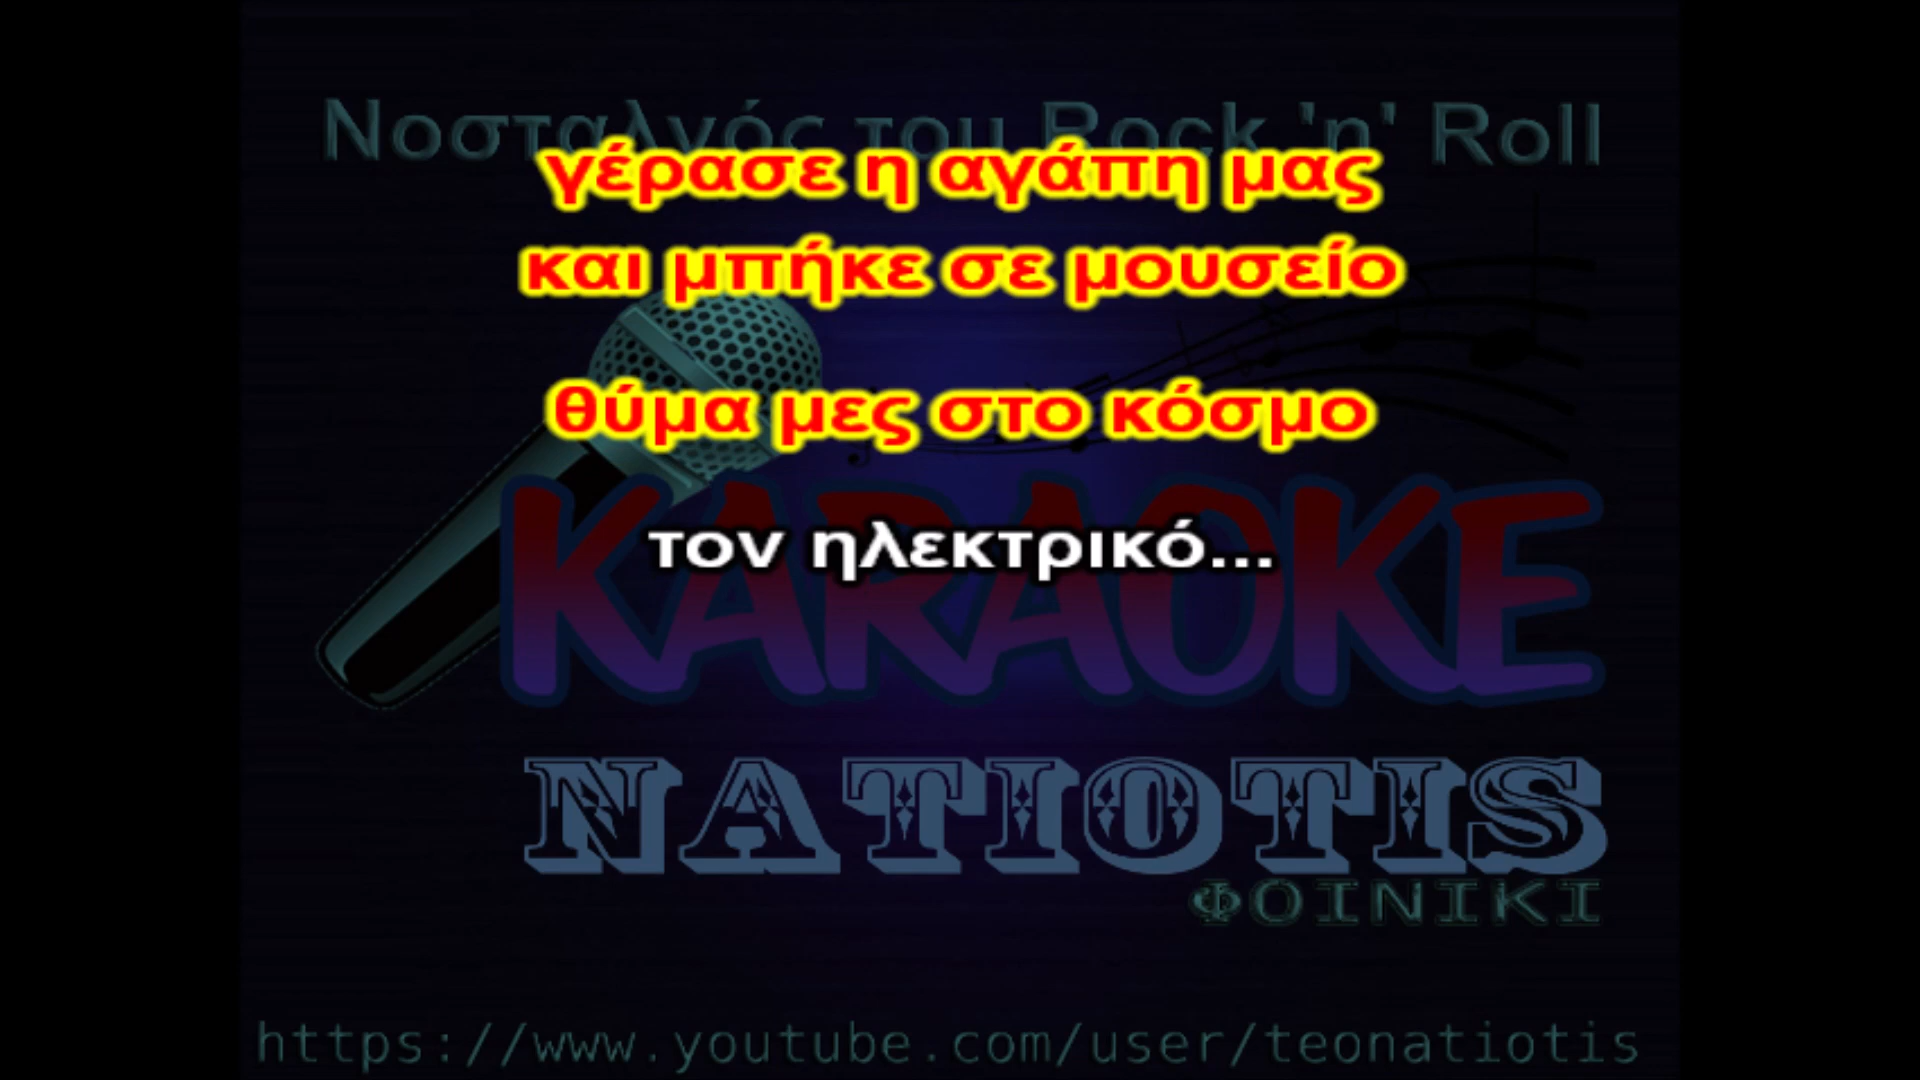 Νοσταλγός του Rock 'n' Roll
γέρασε η αγάπη μας
και μπήκε σε μουσείο
θύμα μες στο κόσμο
τον ηλεκτρικό...
KARAOKE
NATIOTIS
ΦΟΙΝΙΚΙ
https://www.youtube.com/user/teonatiotis